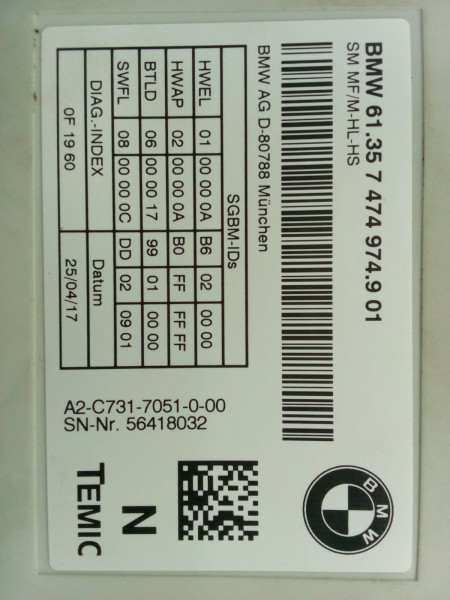 BMW 61.35 7 474 974.9 01
SM MF/M-HL-HS
BMW AG D-80788 München
SGBM-IDs
HWEL 01 00 00 0A B6 02 00 00
HWAP 02 00 00 0A B0 FF FF FF
BTLD 06 00 00 17 99 01 00 00
SWFL 08 00 00 0C DD 02 09 01
DIAG.-INDEX Datum
0F 19 60 25/04/17
A2-C731-7051-0-00
SN-Nr. 56418032
BMW
N
TEMIC